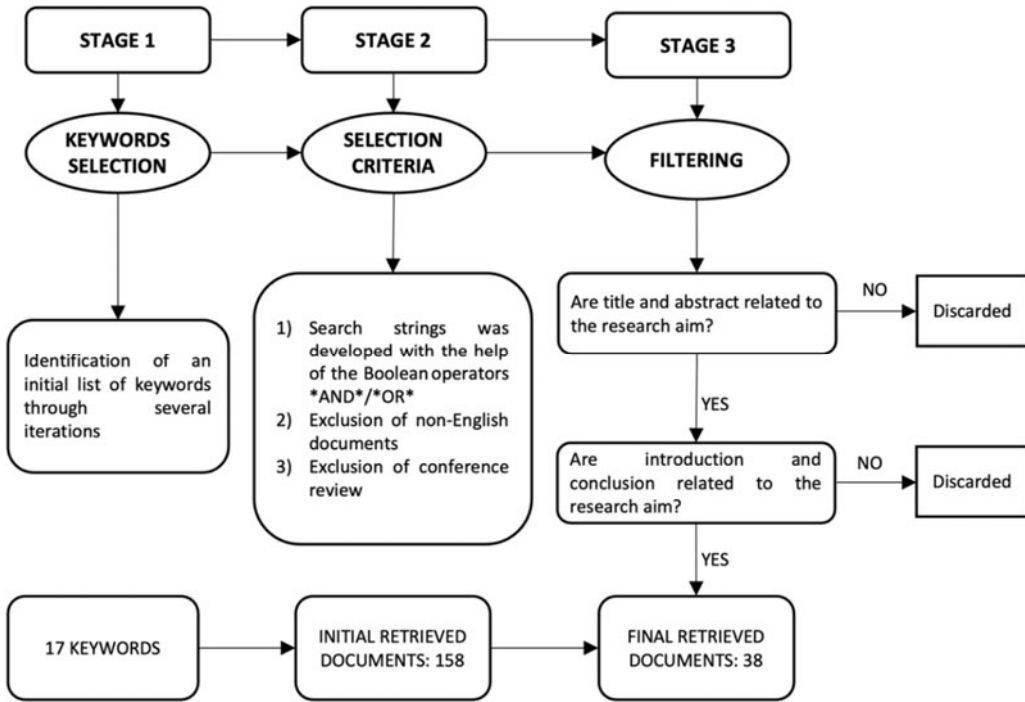 STAGE 1
STAGE 2
STAGE 3
KEYWORDS
SELECTION
SELECTION
CRITERIA
FILTERING
Identification of an
initial list of keywords
through several
iterations
1) Search strings was
developed with the help
of the Boolean operators
*AND*/*OR*
2) Exclusion of non-English
documents
3) Exclusion of conference
review
Are title and abstract related to
the research aim?
NO
Discarded
YES
Are introduction and
conclusion related to the
research aim?
NO
Discarded
YES
17 KEYWORDS
INITIAL RETRIEVED
DOCUMENTS: 158
FINAL RETRIEVED
DOCUMENTS: 38